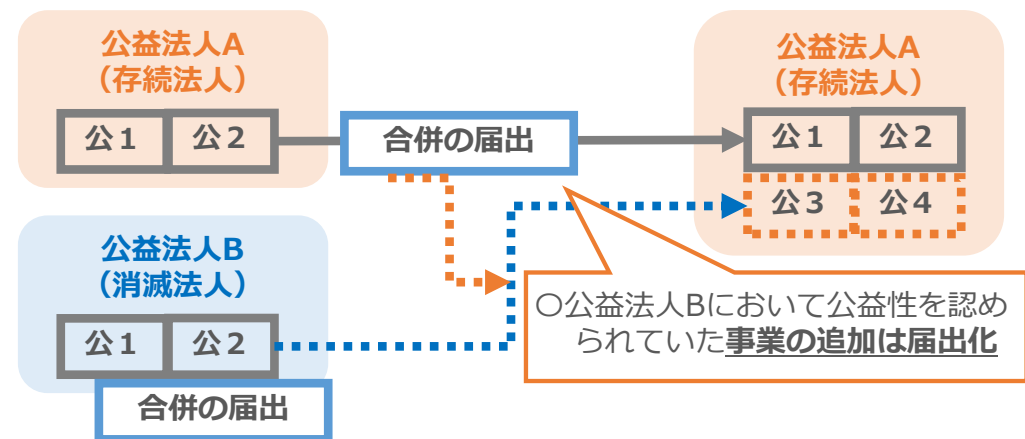 公益法人A
（存続法人）
公１
公２
合併の届出
公益法人A
（存続法人）
公１
公２
公３
公４
公益法人B
（消滅法人）
公１
公２
合併の届出
〇公益法人Bにおいて公益性を認め
られていた事業の追加は届出化